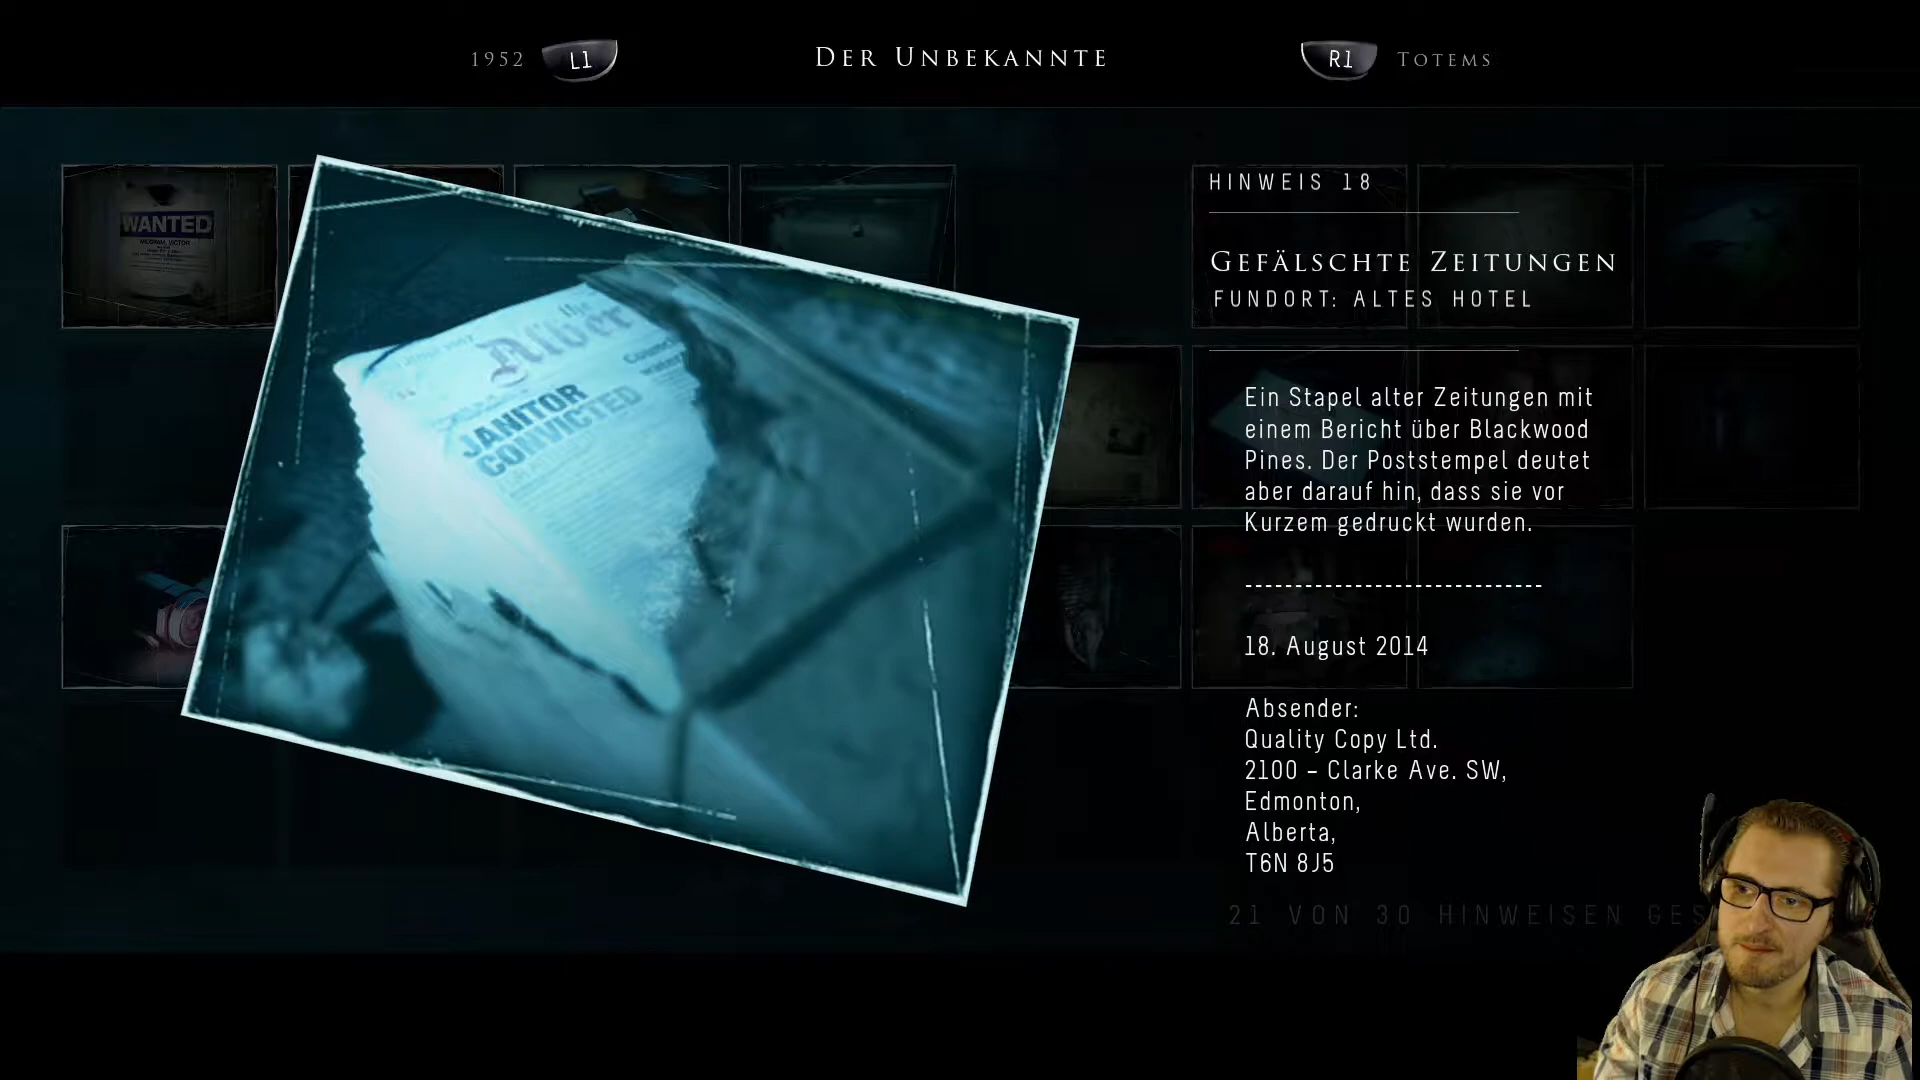 1952
L1
DER UNBEKANNTE
R1
TOTEMS
WANTED
the
JANITOR
CONVICTED
HINWEIS 18
GEFÄLSCHTE ZEITUNGEN
FUNDORT: ALTES HOTEL
Ein Stapel alter Zeitungen mit
einem Bericht über Blackwood
Pines. Der Poststempel deutet
aber darauf hin, dass sie vor
Kurzem gedruckt wurden.
------------------------------
18. August 2014
Absender:
Quality Copy Ltd.
2100 – Clarke Ave. SW,
Edmonton,
Alberta,
T6N 8J5
21 VON 30 HINWEISEN GES